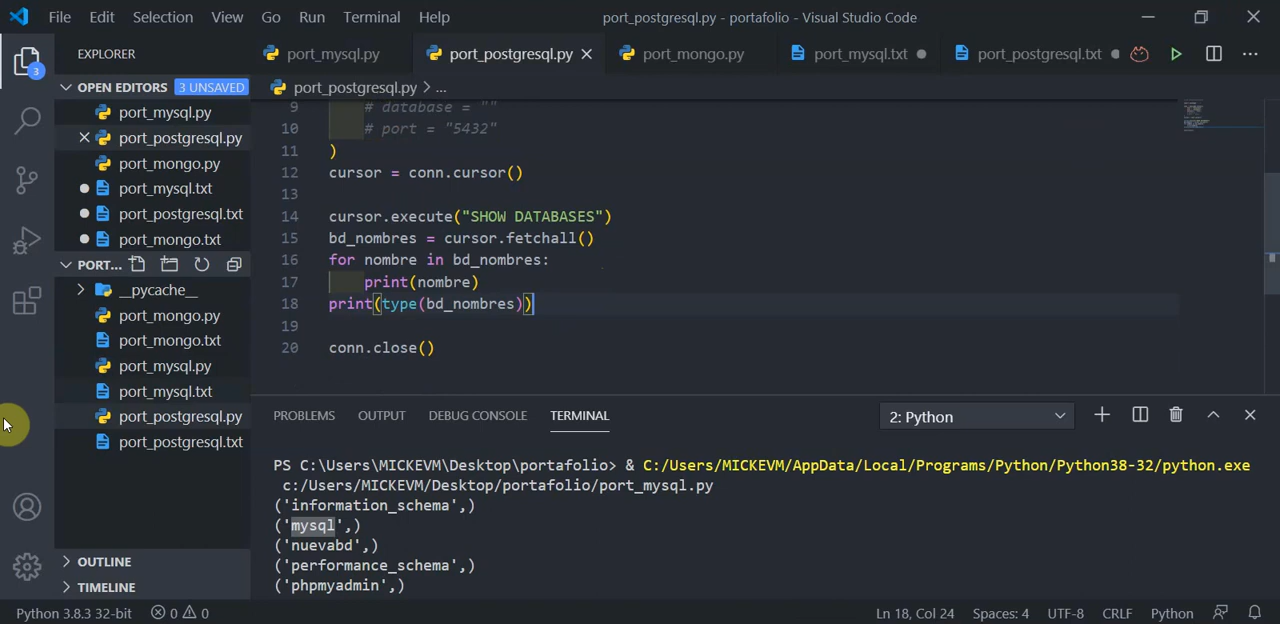 File Edit Selection View Go Run Terminal Help port_postgresql.py - portafolio - Visual Studio Code
EXPLORER
port_mysql.py port_postgresql.py port_mongo.py port_mysql.txt port_postgresql.txt
3
OPEN EDITORS 3 UNSAVED
port_mysql.py
port_postgresql.py
port_mongo.py
port_mysql.txt
port_postgresql.txt
port_mongo.txt
PORT...
__pycache__
port_mongo.py
port_mongo.txt
port_mysql.py
port_mysql.txt
port_postgresql.py
port_postgresql.txt
OUTLINE
TIMELINE
port_postgresql.py > ...
9 # database = ""
10 # port = "5432"
11 )
12 cursor = conn.cursor()
13
14 cursor.execute("SHOW DATABASES")
15 bd_nombres = cursor.fetchall()
16 for nombre in bd_nombres:
17 print(nombre)
18 print(type(bd_nombres))
19
20 conn.close()
PROBLEMS OUTPUT DEBUG CONSOLE TERMINAL 2: Python
PS C:\Users\MICKEVM\Desktop\portafolio> & C:/Users/MICKEVM/AppData/Local/Programs/Python/Python38-32/python.exe
c:/Users/MICKEVM/Desktop/portafolio/port_mysql.py
('information_schema',)
('mysql',)
('nuevabd',)
('performance_schema',)
('phpmyadmin',)
Python 3.8.3 32-bit 0 0 Ln 18, Col 24 Spaces: 4 UTF-8 CRLF Python